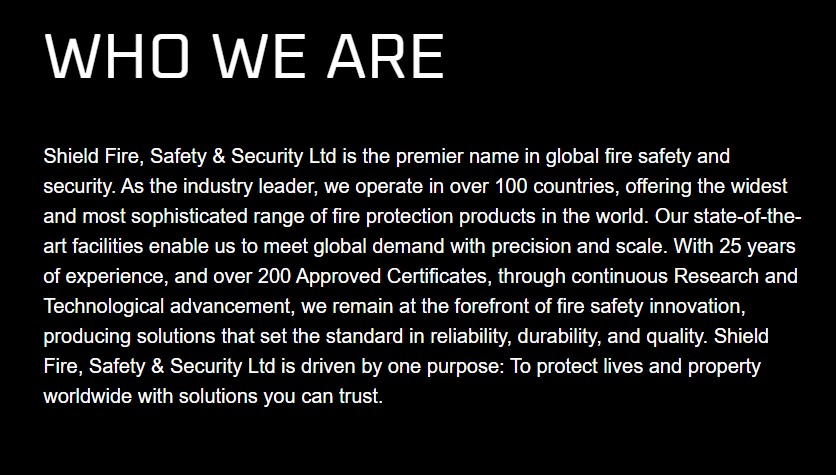 WHO WE ARE
Shield Fire, Safety & Security Ltd is the premier name in global fire safety and
security. As the industry leader, we operate in over 100 countries, offering the widest
and most sophisticated range of fire protection products in the world. Our state-of-the-
art facilities enable us to meet global demand with precision and scale. With 25 years
of experience, and over 200 Approved Certificates, through continuous Research and
Technological advancement, we remain at the forefront of fire safety innovation,
producing solutions that set the standard in reliability, durability, and quality. Shield
Fire, Safety & Security Ltd is driven by one purpose: To protect lives and property
worldwide with solutions you can trust.